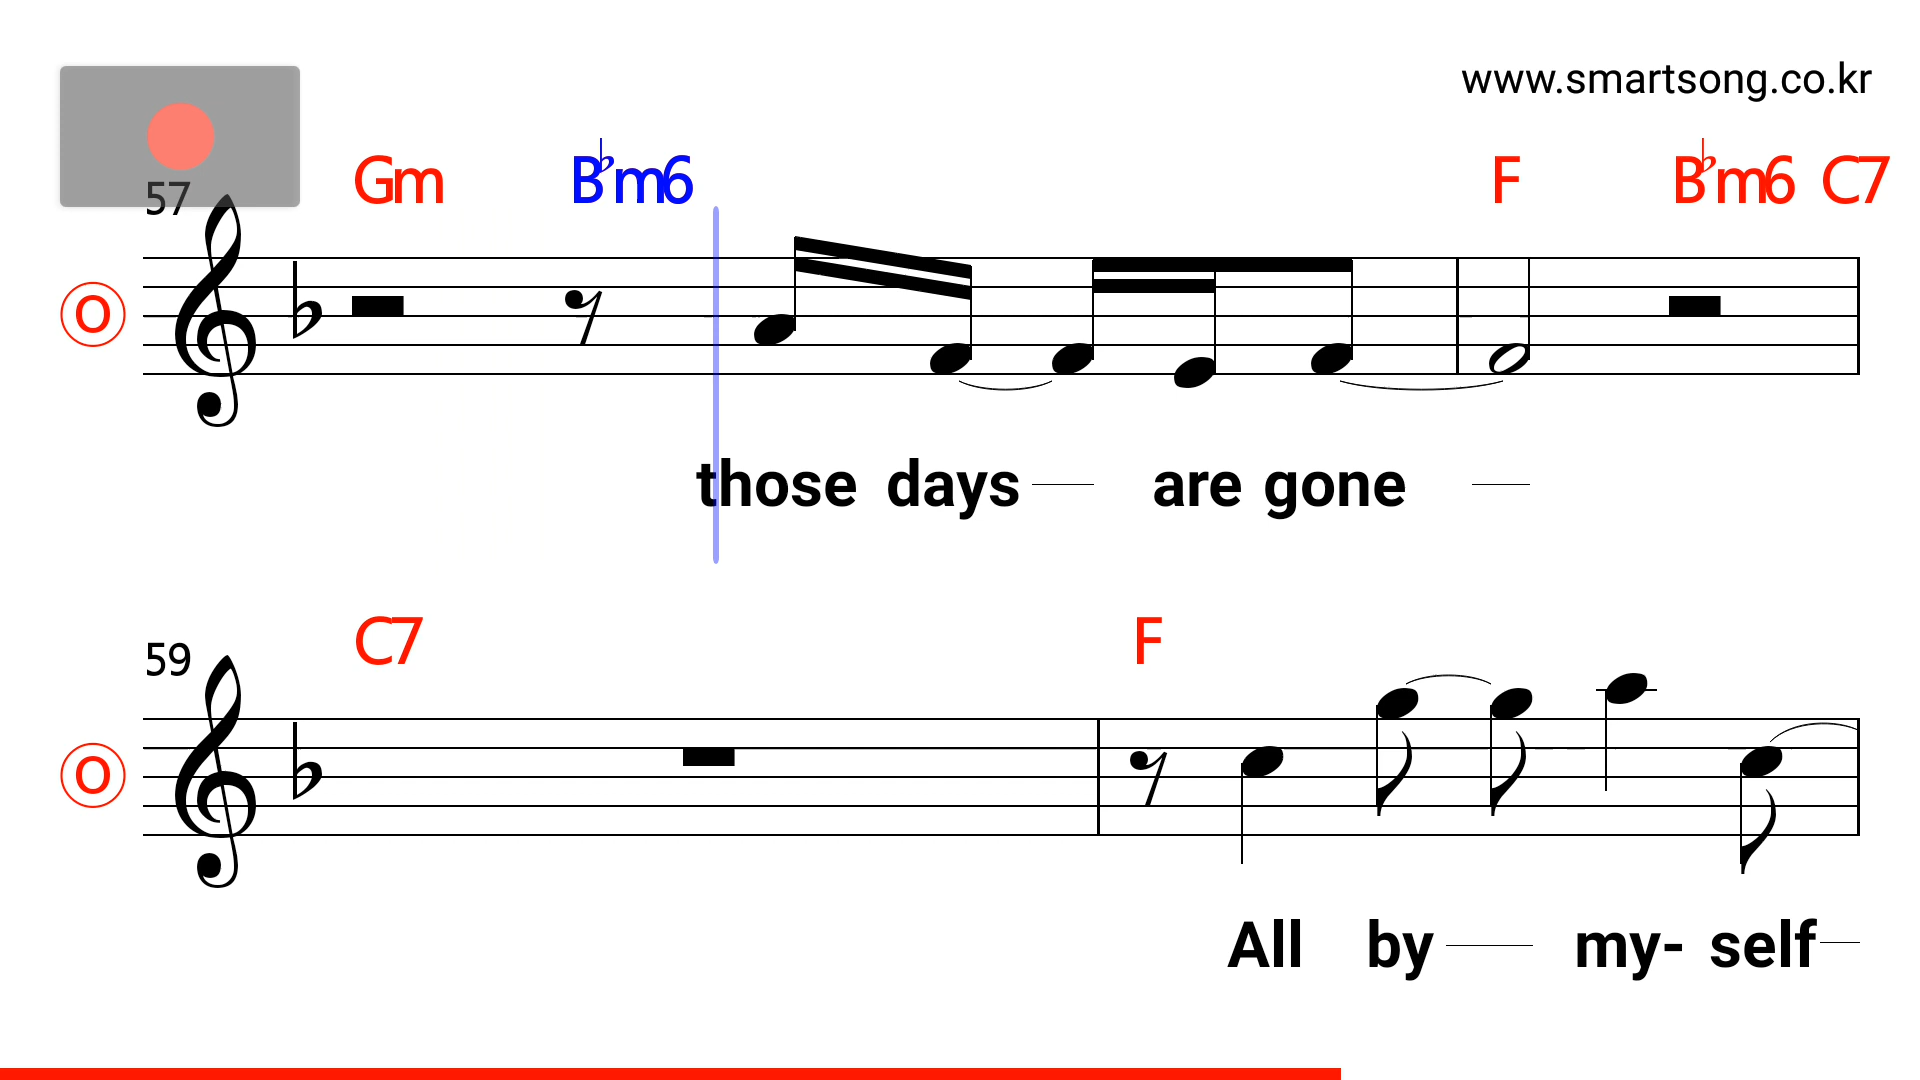 www.smartsong.co.kr
57 Gm B♭m6 F B♭m6 C7
O
those days are gone
59 C7 F
O
All by my- self